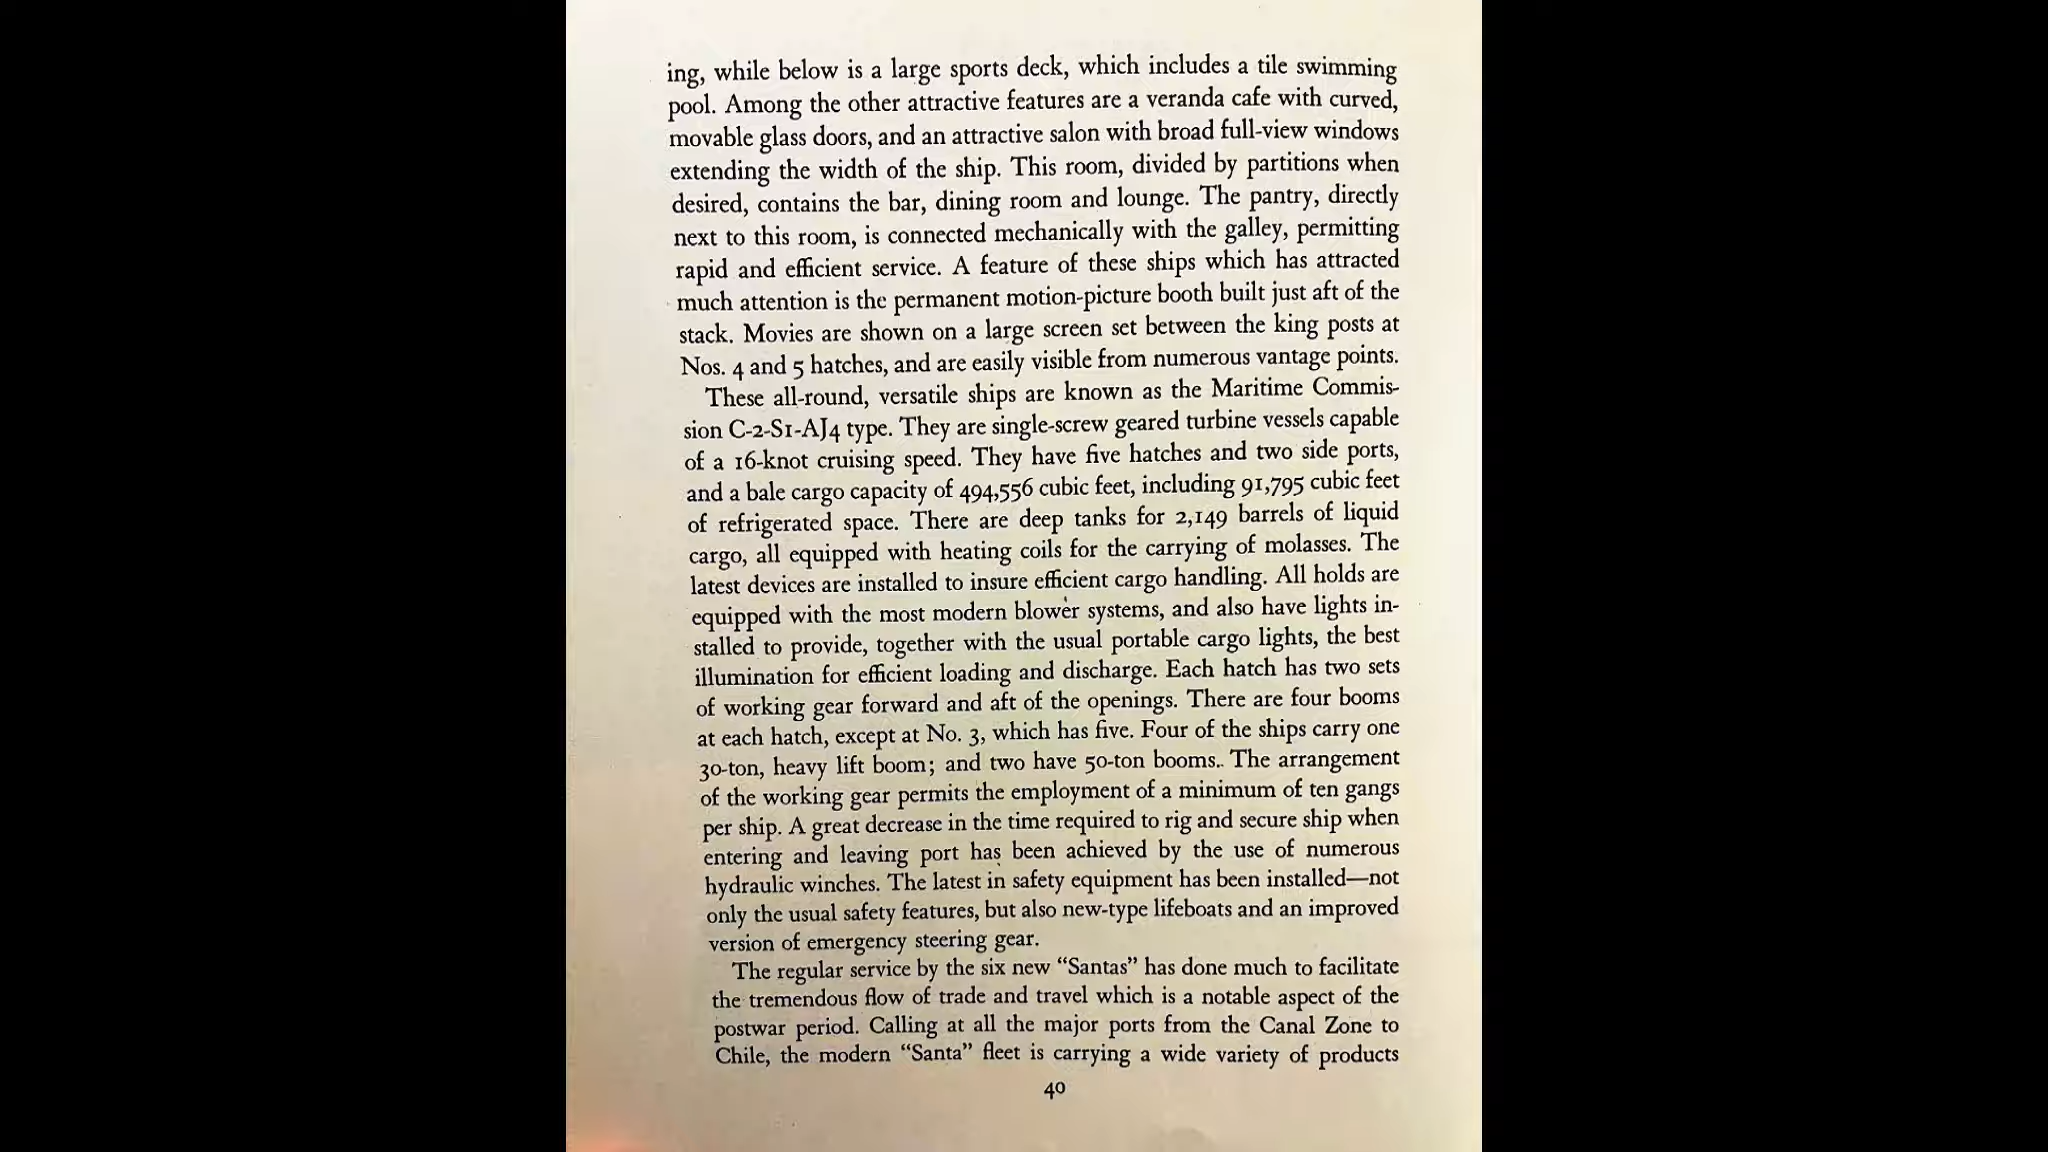 ing, while below is a large sports deck, which includes a tile swimming
pool. Among the other attractive features are a veranda cafe with curved,
movable glass doors, and an attractive salon with broad full-view windows
extending the width of the ship. This room, divided by partitions when
desired, contains the bar, dining room and lounge. The pantry, directly
next to this room, is connected mechanically with the galley, permitting
rapid and efficient service. A feature of these ships which has attracted
much attention is the permanent motion-picture booth built just aft of the
stack. Movies are shown on a large screen set between the king posts at
Nos. 4 and 5 hatches, and are easily visible from numerous vantage points.
These all-round, versatile ships are known as the Maritime Commis-
sion C-2-S1-AJ4 type. They are single-screw geared turbine vessels capable
of a 16-knot cruising speed. They have five hatches and two side ports,
and a bale cargo capacity of 494,556 cubic feet, including 91,795 cubic feet
of refrigerated space. There are deep tanks for 2,149 barrels of liquid
cargo, all equipped with heating coils for the carrying of molasses. The
latest devices are installed to insure efficient cargo handling. All holds are
equipped with the most modern blower systems, and also have lights in-
stalled to provide, together with the usual portable cargo lights, the best
illumination for efficient loading and discharge. Each hatch has two sets
of working gear forward and aft of the openings. There are four booms
at each hatch, except at No. 3, which has five. Four of the ships carry one
30-ton, heavy lift boom; and two have 50-ton booms.. The arrangement
of the working gear permits the employment of a minimum of ten gangs
per ship. A great decrease in the time required to rig and secure ship when
entering and leaving port has been achieved by the use of numerous
hydraulic winches. The latest in safety equipment has been installed—not
only the usual safety features, but also new-type lifeboats and an improved
version of emergency steering gear.
The regular service by the six new “Santas” has done much to facilitate
the tremendous flow of trade and travel which is a notable aspect of the
postwar period. Calling at all the major ports from the Canal Zone to
Chile, the modern “Santa” fleet is carrying a wide variety of products
40